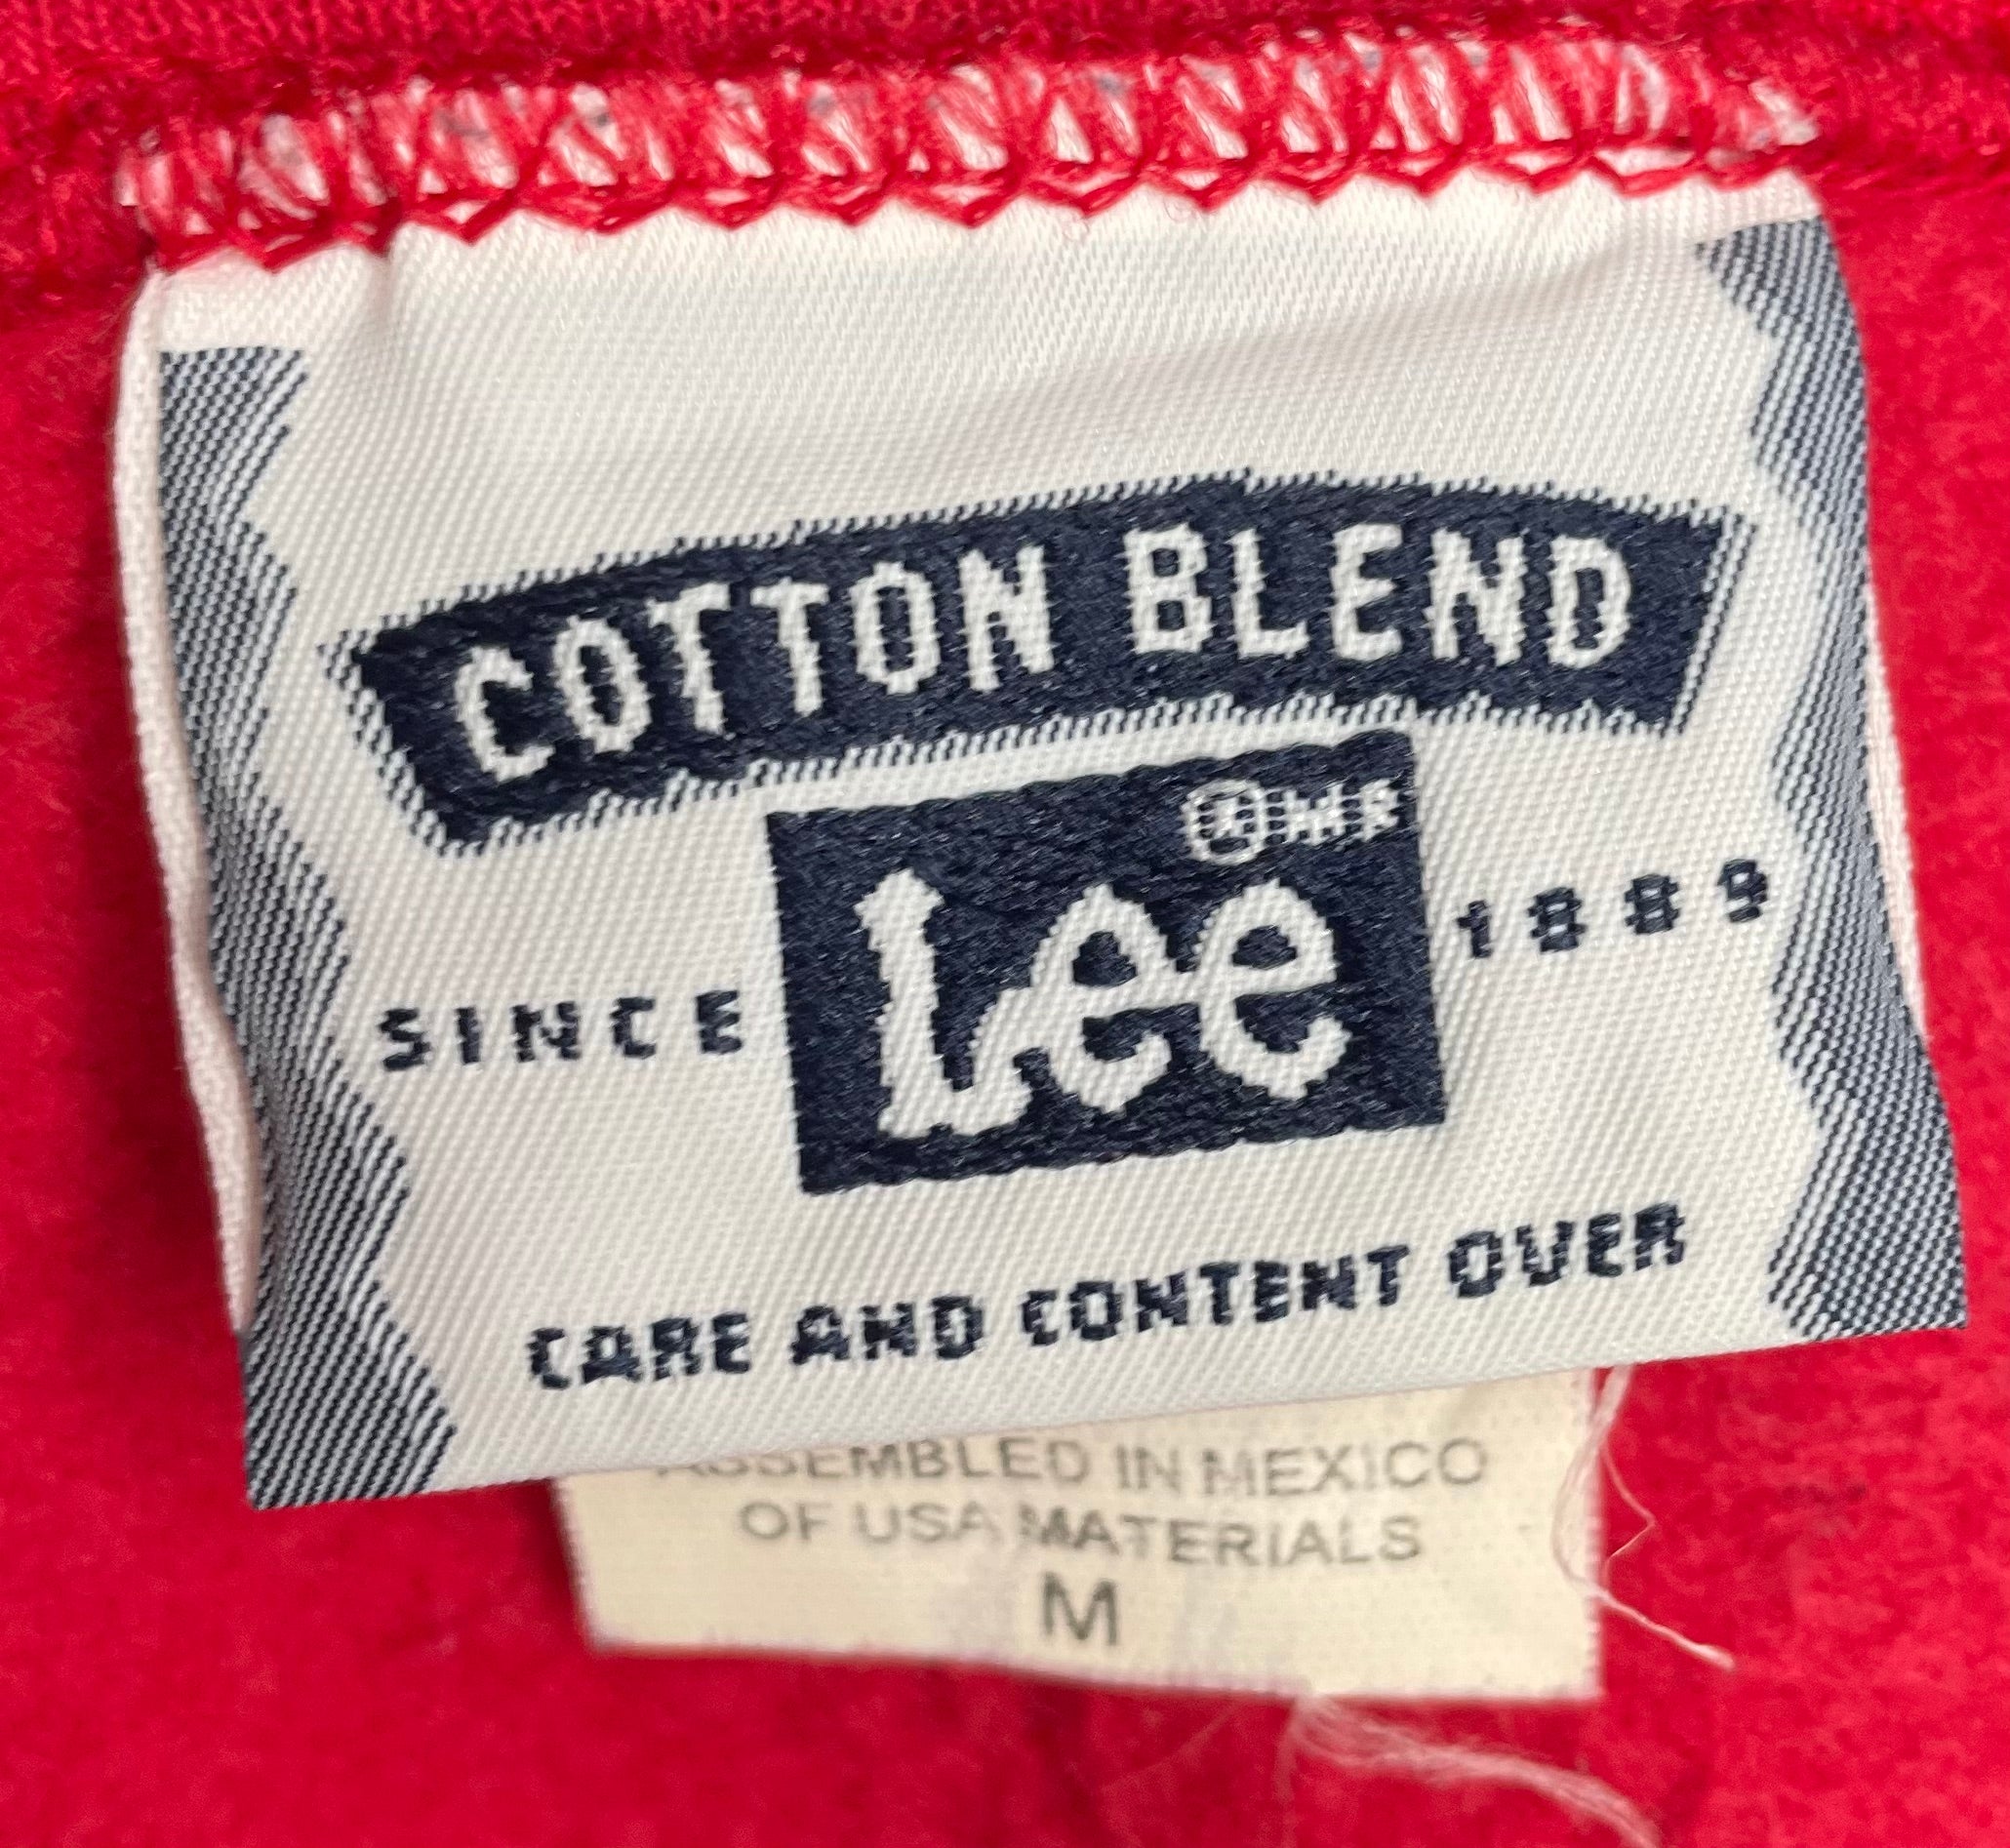 COTTON BLEND
®MR
SINCE Lee 1889
CARE AND CONTENT OVER
ASSEMBLED IN MEXICO
OF USA MATERIALS
M